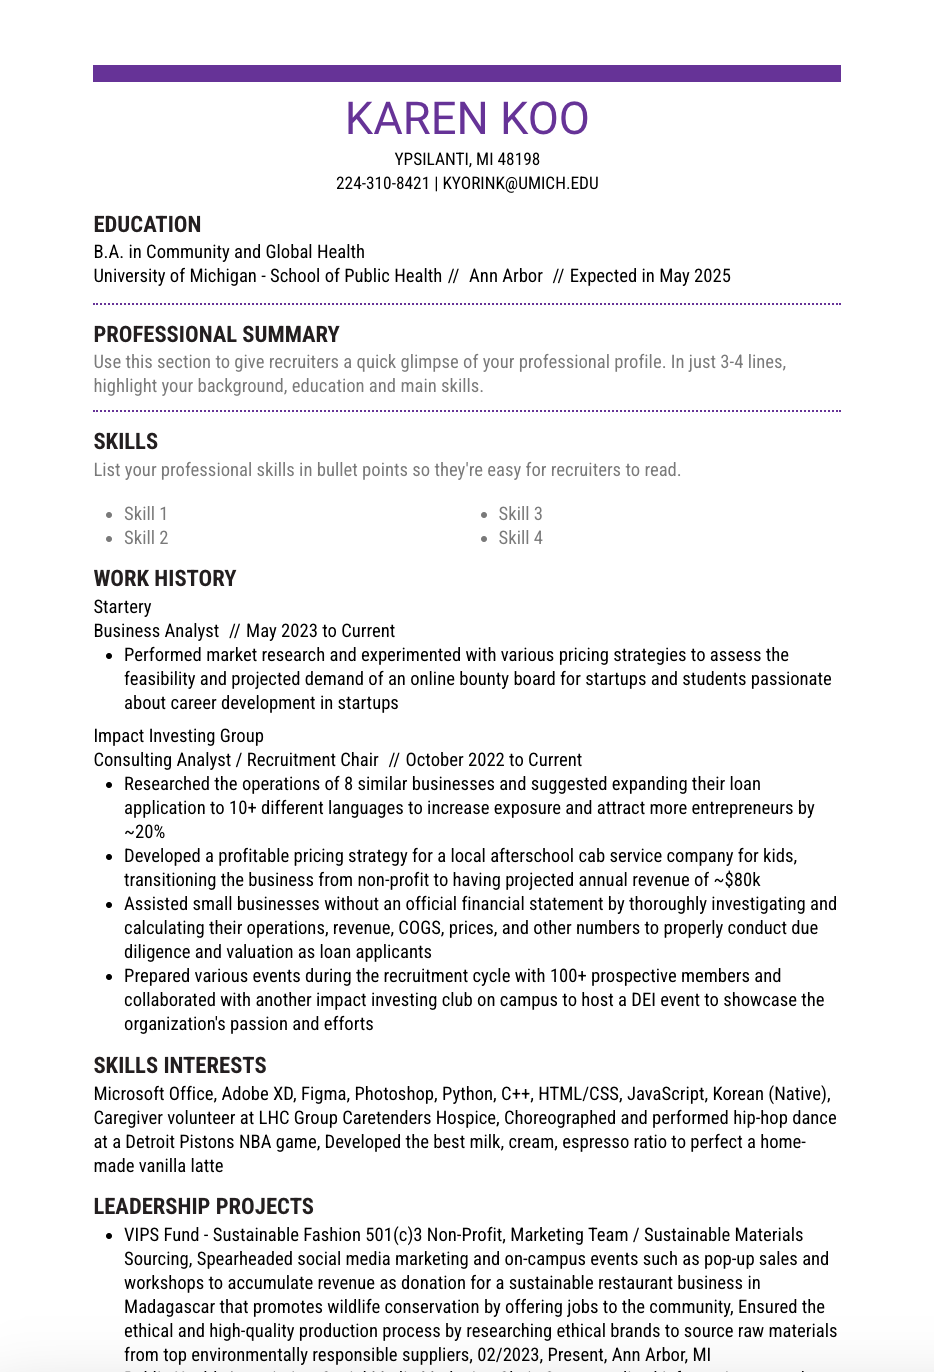 KAREN KOO
YPSILANTI, MI 48198
224-310-8421 | KYORINK@UMICH.EDU
EDUCATION
B.A. in Community and Global Health
University of Michigan - School of Public Health // Ann Arbor // Expected in May 2025
PROFESSIONAL SUMMARY
Use this section to give recruiters a quick glimpse of your professional profile. In just 3-4 lines,
highlight your background, education and main skills.
SKILLS
List your professional skills in bullet points so they're easy for recruiters to read.
• Skill 1
• Skill 2
• Skill 3
• Skill 4
WORK HISTORY
Startery
Business Analyst // May 2023 to Current
• Performed market research and experimented with various pricing strategies to assess the
feasibility and projected demand of an online bounty board for startups and students passionate
about career development in startups
Impact Investing Group
Consulting Analyst / Recruitment Chair // October 2022 to Current
• Researched the operations of 8 similar businesses and suggested expanding their loan
application to 10+ different languages to increase exposure and attract more entrepreneurs by
~20%
• Developed a profitable pricing strategy for a local afterschool cab service company for kids,
transitioning the business from non-profit to having projected annual revenue of ~$80k
• Assisted small businesses without an official financial statement by thoroughly investigating and
calculating their operations, revenue, COGS, prices, and other numbers to properly conduct due
diligence and valuation as loan applicants
• Prepared various events during the recruitment cycle with 100+ prospective members and
collaborated with another impact investing club on campus to host a DEI event to showcase the
organization's passion and efforts
SKILLS INTERESTS
Microsoft Office, Adobe XD, Figma, Photoshop, Python, C++, HTML/CSS, JavaScript, Korean (Native),
Caregiver volunteer at LHC Group Caretenders Hospice, Choreographed and performed hip-hop dance
at a Detroit Pistons NBA game, Developed the best milk, cream, espresso ratio to perfect a home-
made vanilla latte
LEADERSHIP PROJECTS
• VIPS Fund - Sustainable Fashion 501(c)3 Non-Profit, Marketing Team / Sustainable Materials
Sourcing, Spearheaded social media marketing and on-campus events such as pop-up sales and
workshops to accumulate revenue as donation for a sustainable restaurant business in
Madagascar that promotes wildlife conservation by offering jobs to the community, Ensured the
ethical and high-quality production process by researching ethical brands to source raw materials
from top environmentally responsible suppliers, 02/2023, Present, Ann Arbor, MI